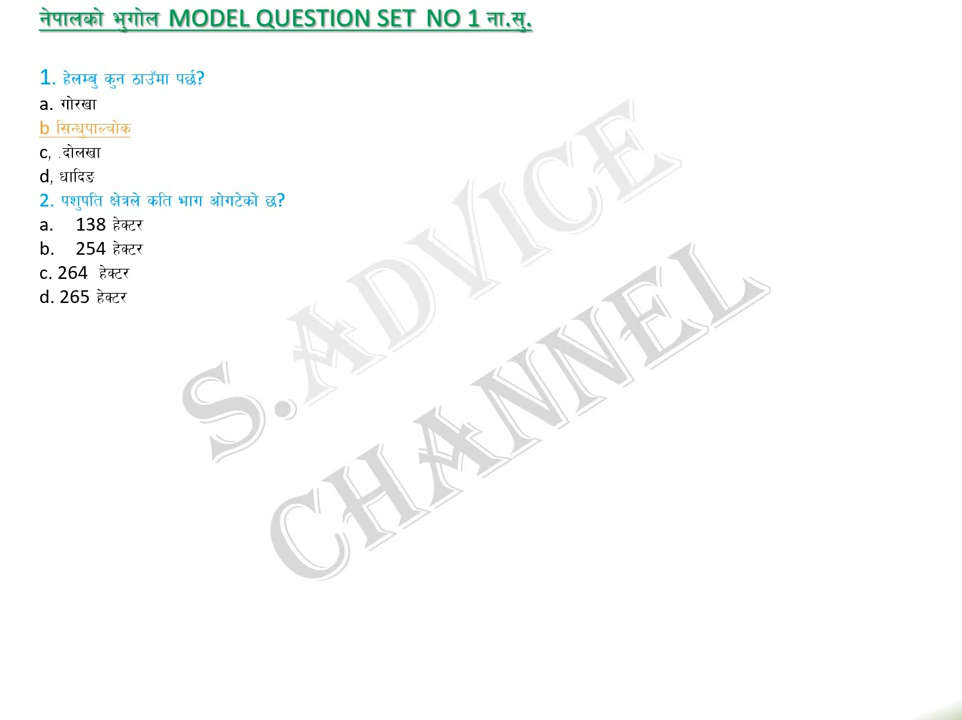 नेपालको भुगोल MODEL QUESTION SET NO 1 ना.सु.
1. हेलम्बु कुन ठाउँमा पर्छ?
a. गोरखा
b सिन्धुपाल्चोक
c, .दोलखा
d, धादिङ
2. पशुपति क्षेत्रले कति भाग ओगटेको छ?
a. 138 हेक्टर
b. 254 हेक्टर
c. 264 हेक्टर
d. 265 हेक्टर
S.ADVICE
CHANNEL